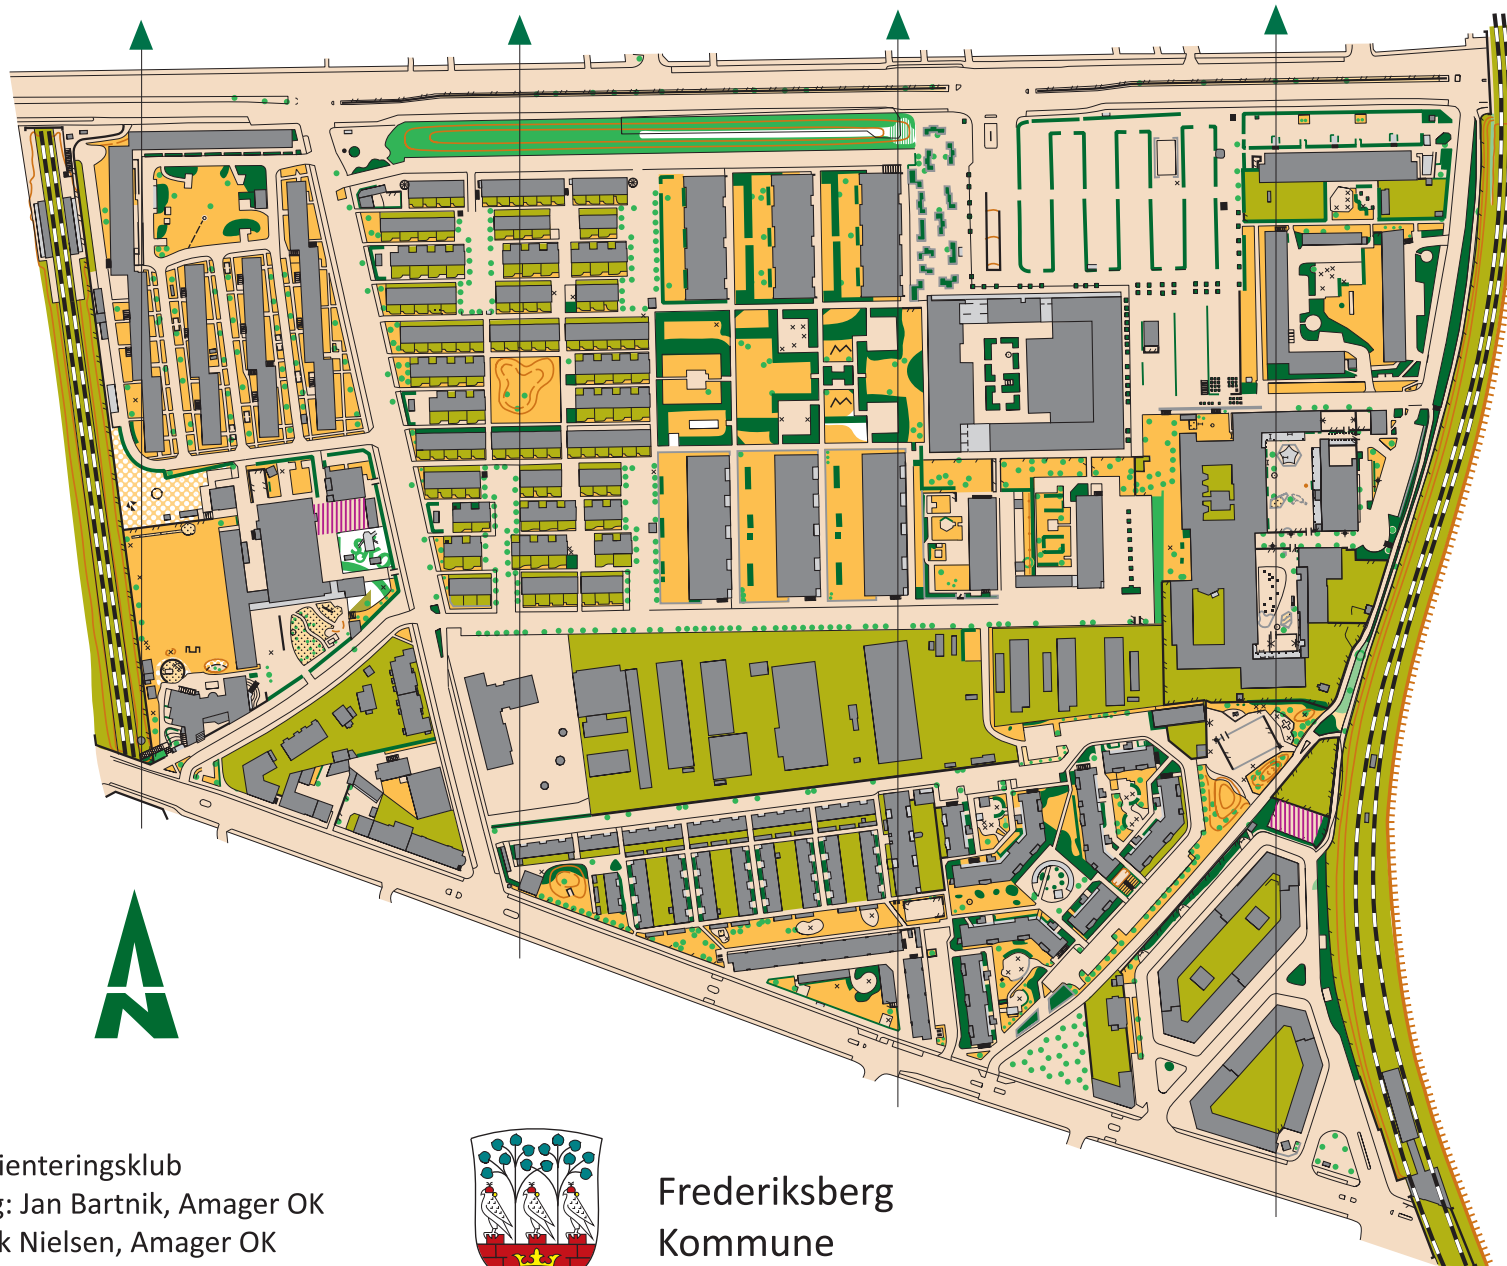 ienteringsklub
g: Jan Bartnik, Amager OK
k Nielsen, Amager OK
Frederiksberg
Kommune